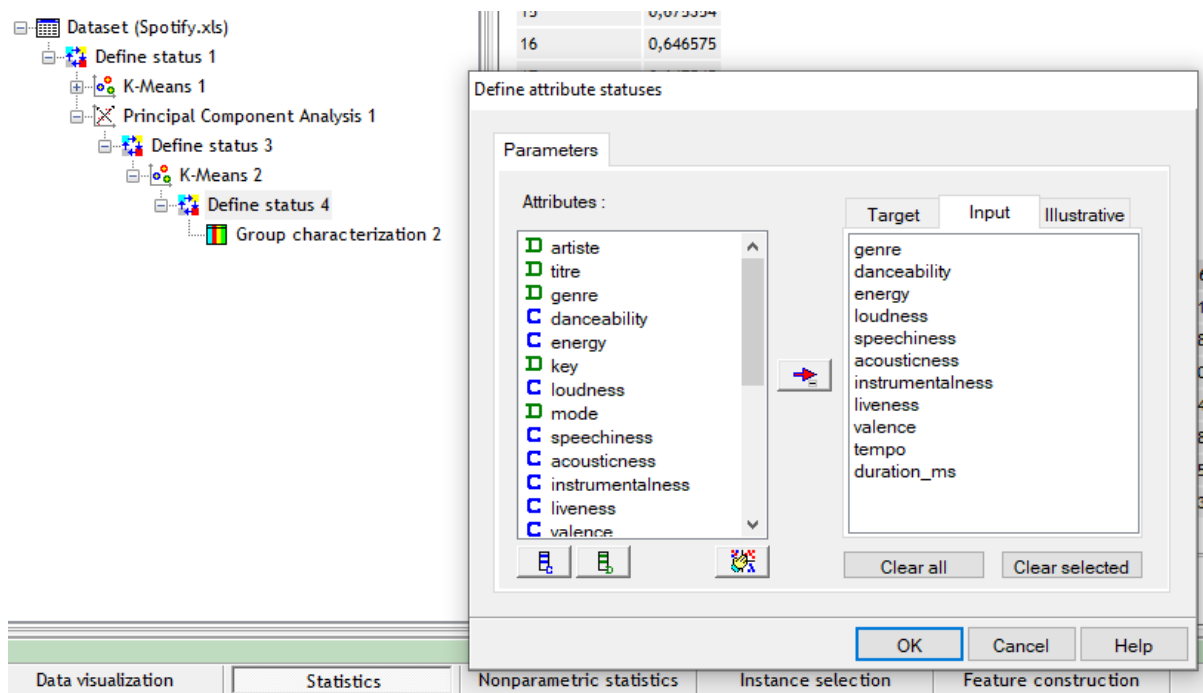 Dataset (Spotify.xls)
Define status 1
K-Means 1
Principal Component Analysis 1
Define status 3
K-Means 2
Define status 4
Group characterization 2
15 0,675354
16 0,646575
Define attribute statuses
Parameters
Attributes :
artiste
titre
genre
danceability
energy
key
loudness
mode
speechiness
acousticness
instrumentalness
liveness
valence
Target Input Illustrative
genre
danceability
energy
loudness
speechiness
acousticness
instrumentalness
liveness
valence
tempo
duration_ms
Clear all Clear selected
OK Cancel Help
Data visualization Statistics Nonparametric statistics Instance selection Feature construction